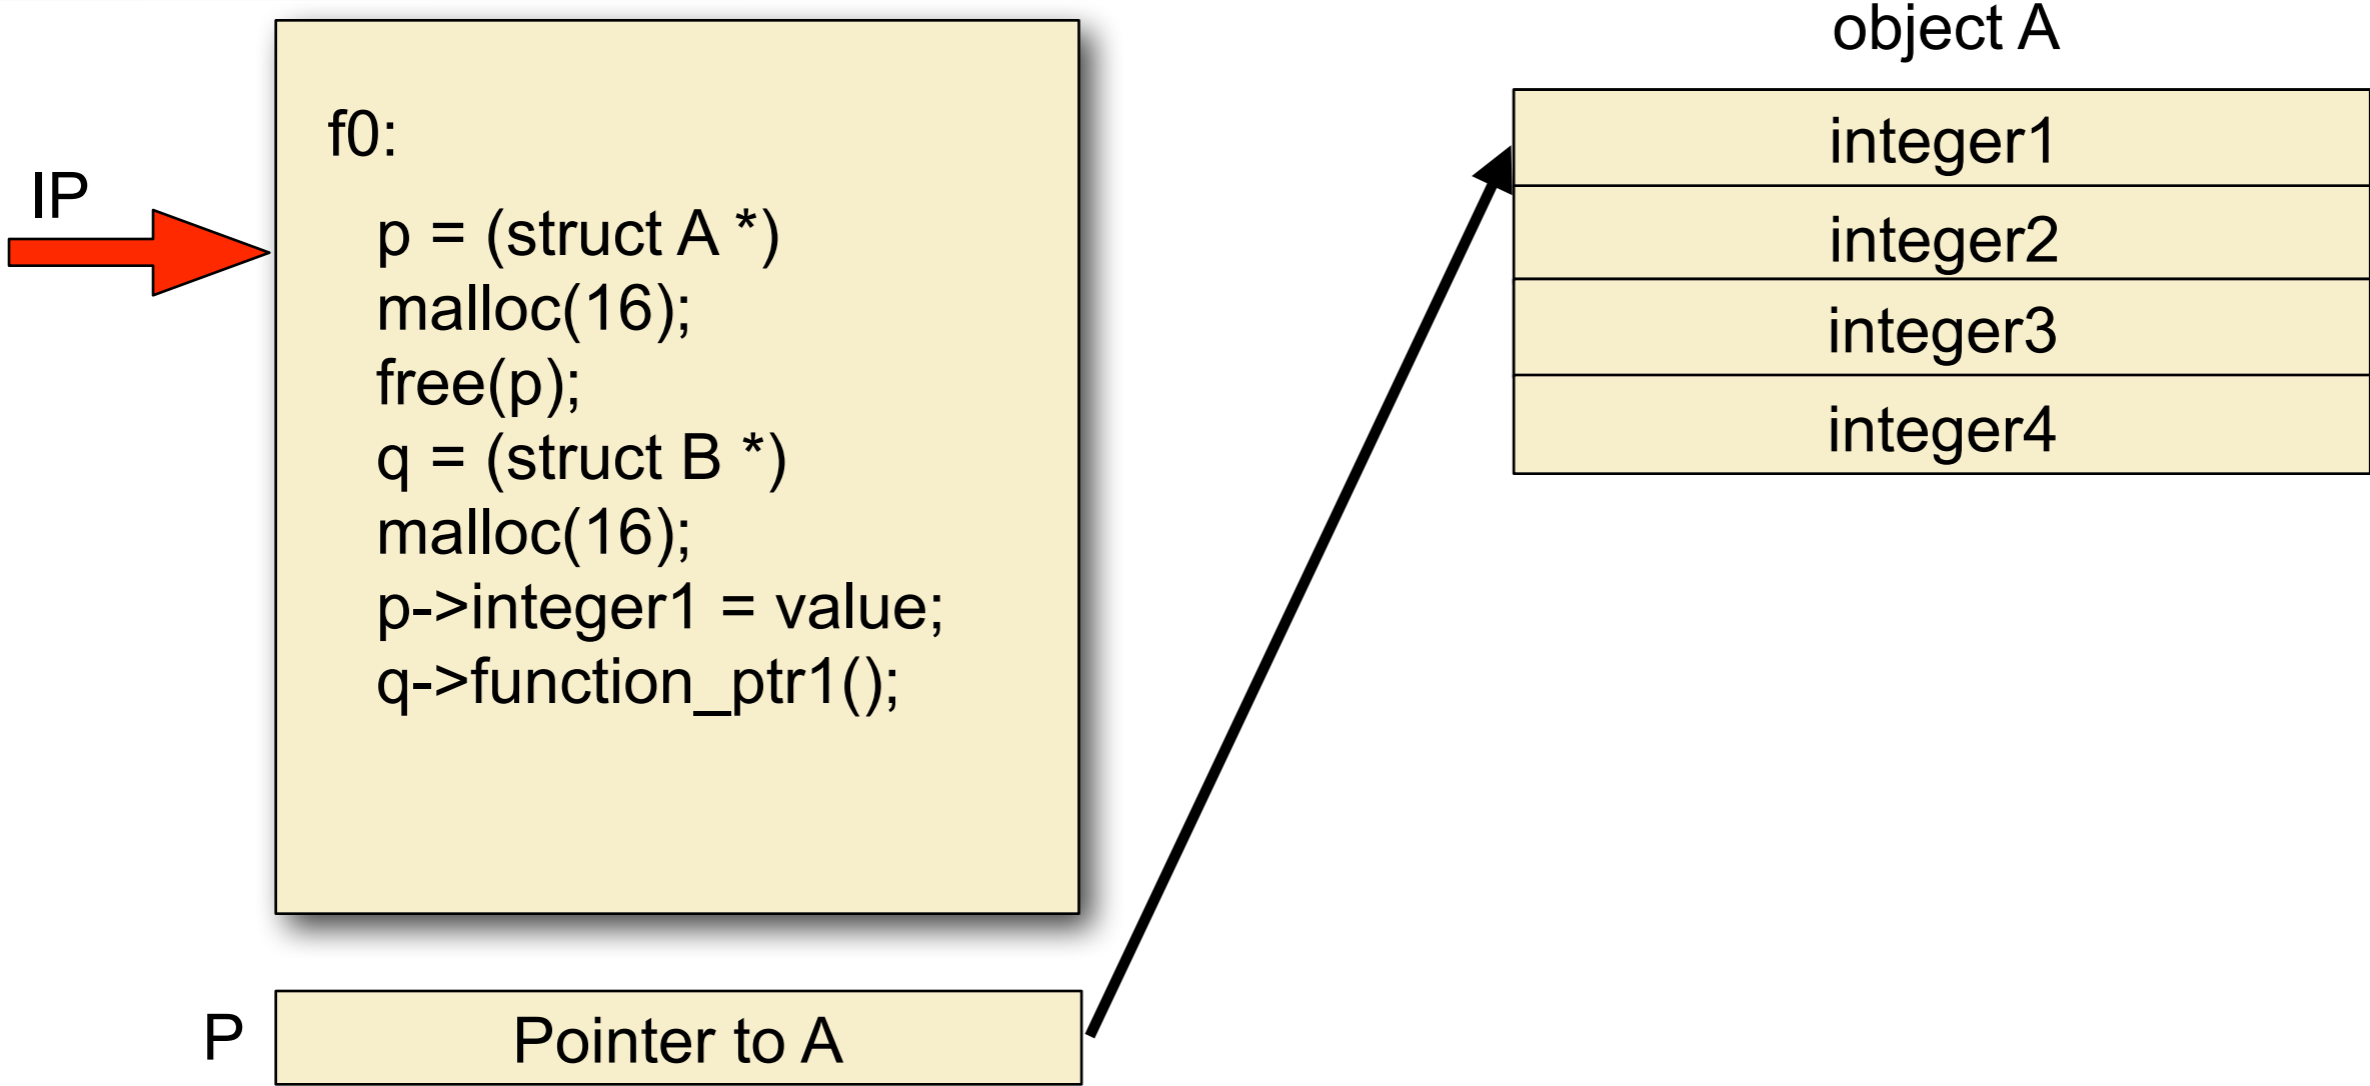 object A
integer1
integer2
integer3
integer4
IP
f0:
p = (struct A *)
malloc(16);
free(p);
q = (struct B *)
malloc(16);
p->integer1 = value;
q->function_ptr1();
P
Pointer to A